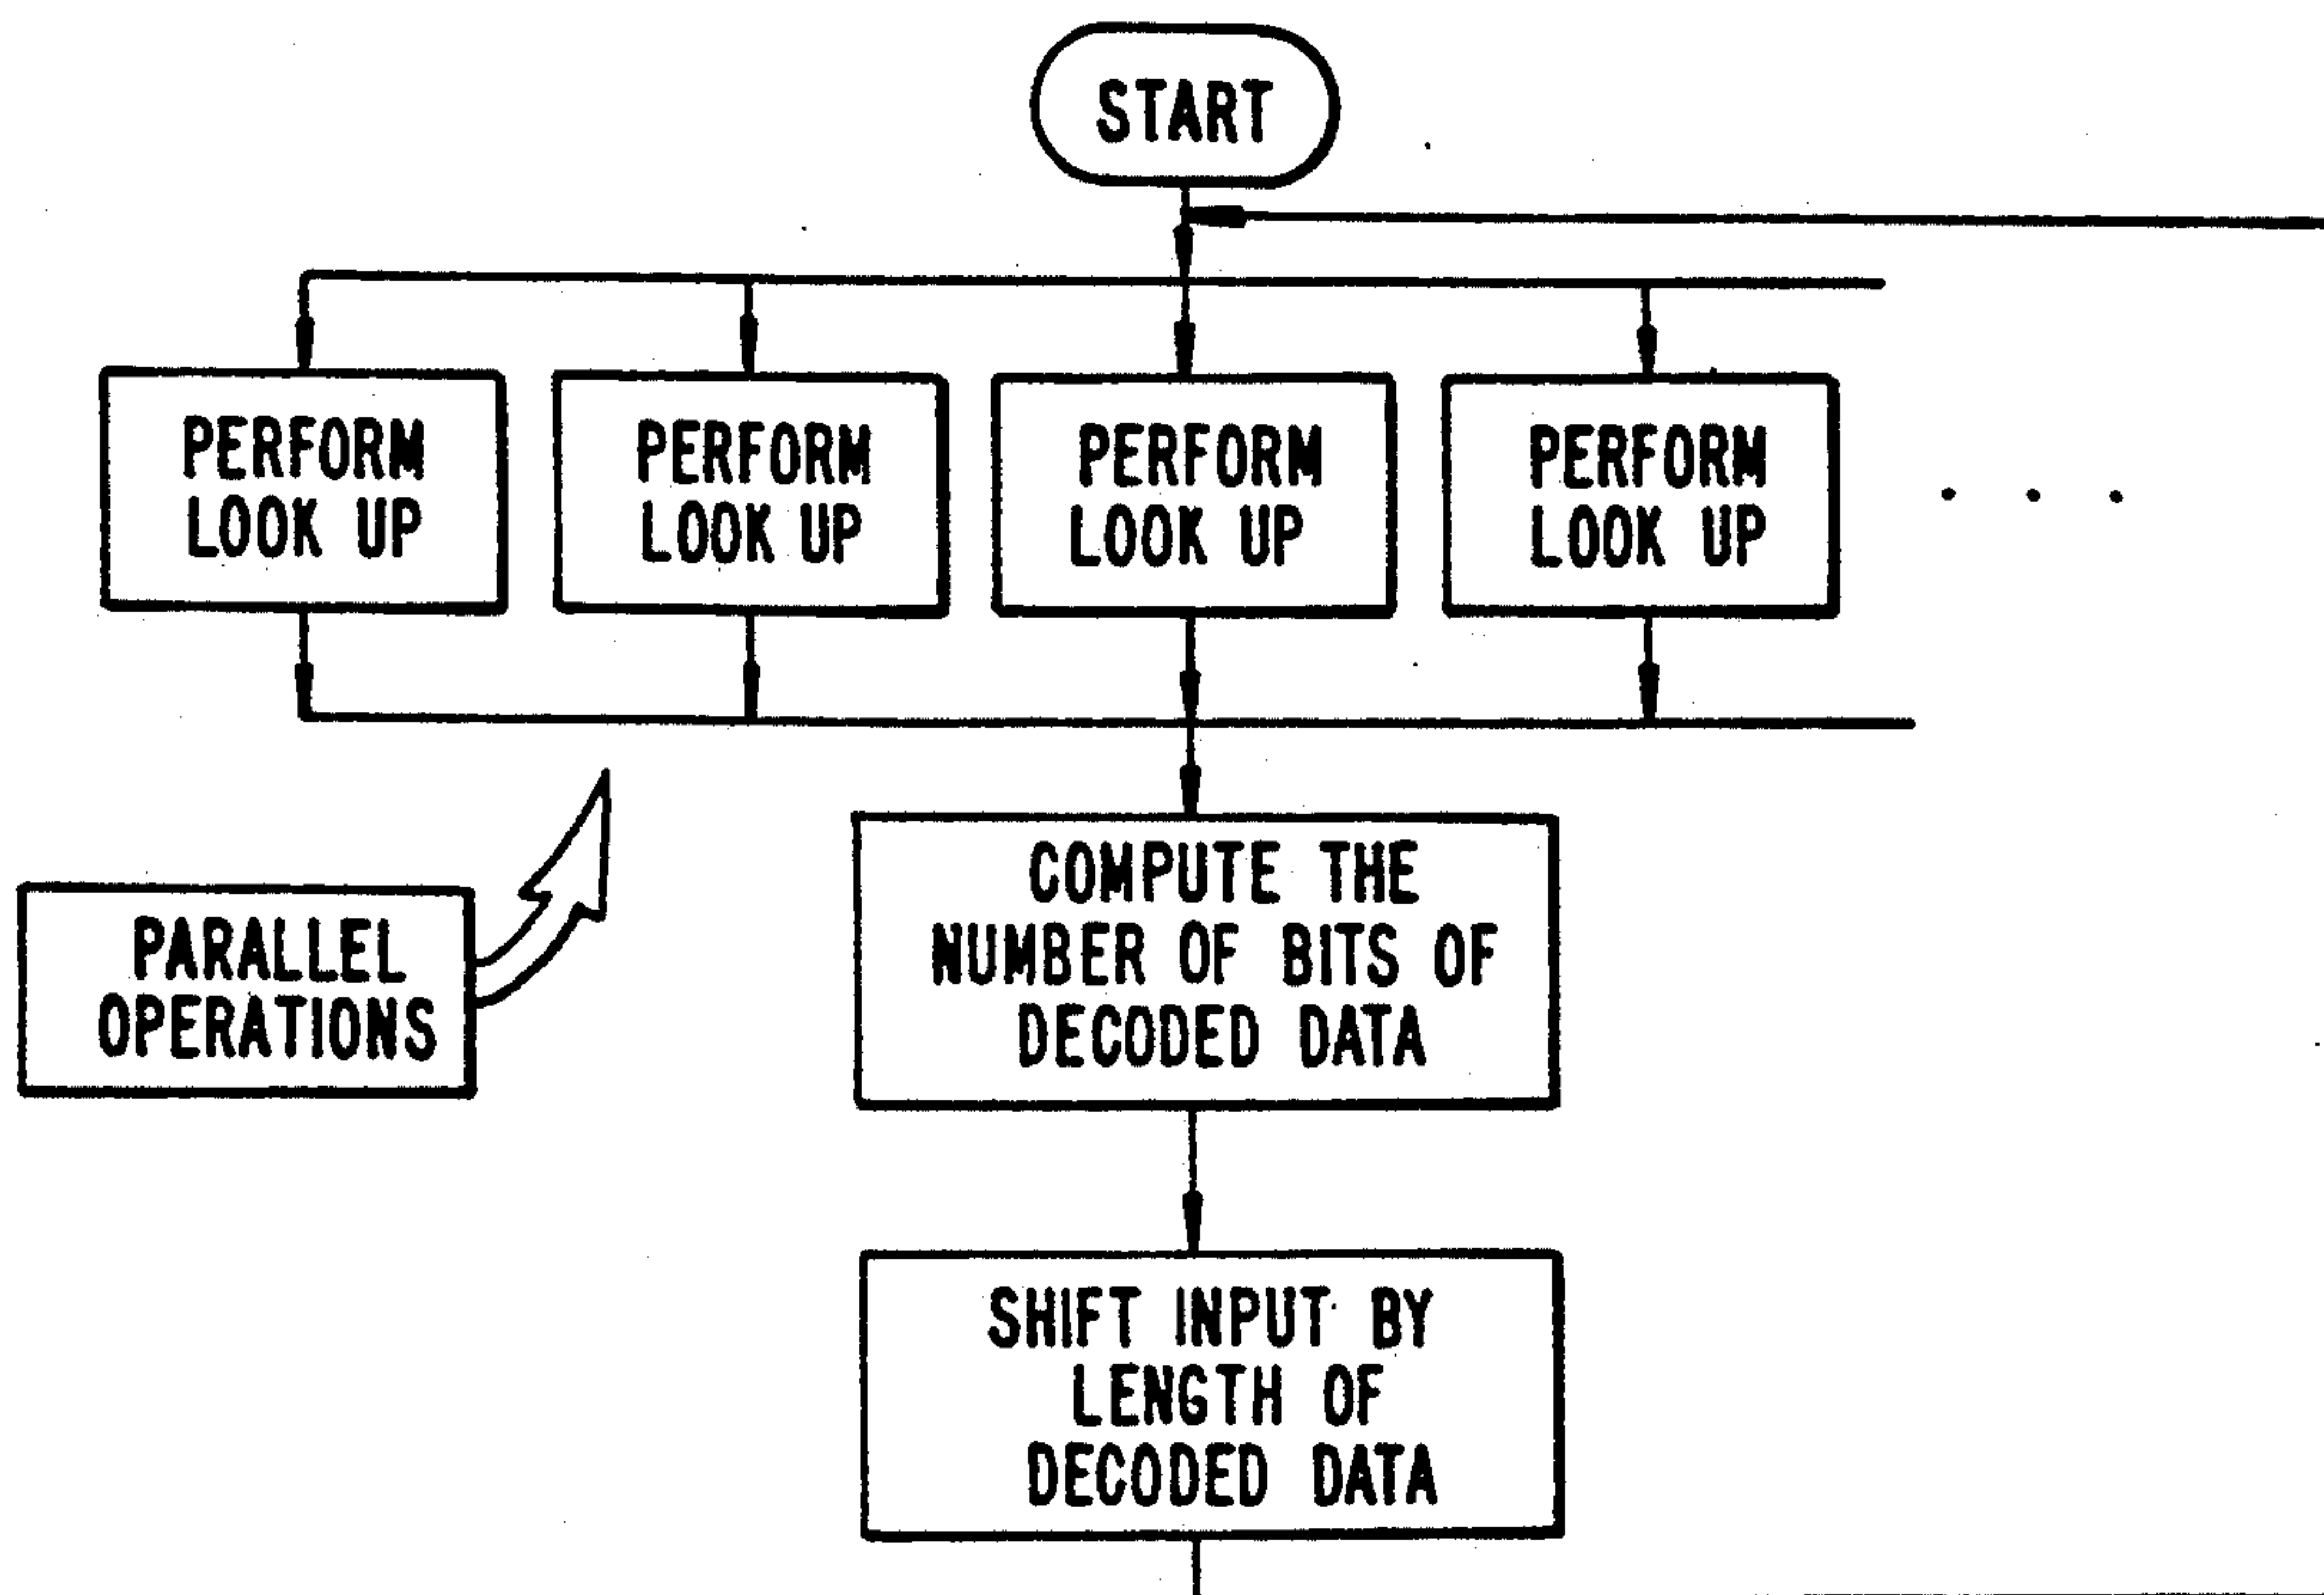 START
PERFORM
LOOK UP
PERFORM
LOOK UP
PERFORM
LOOK UP
PERFORM
LOOK UP
. . .
COMPUTE THE
NUMBER OF BITS OF
DECODED DATA
PARALLEL
OPERATIONS
SHIFT INPUT BY
LENGTH OF
DECODED DATA